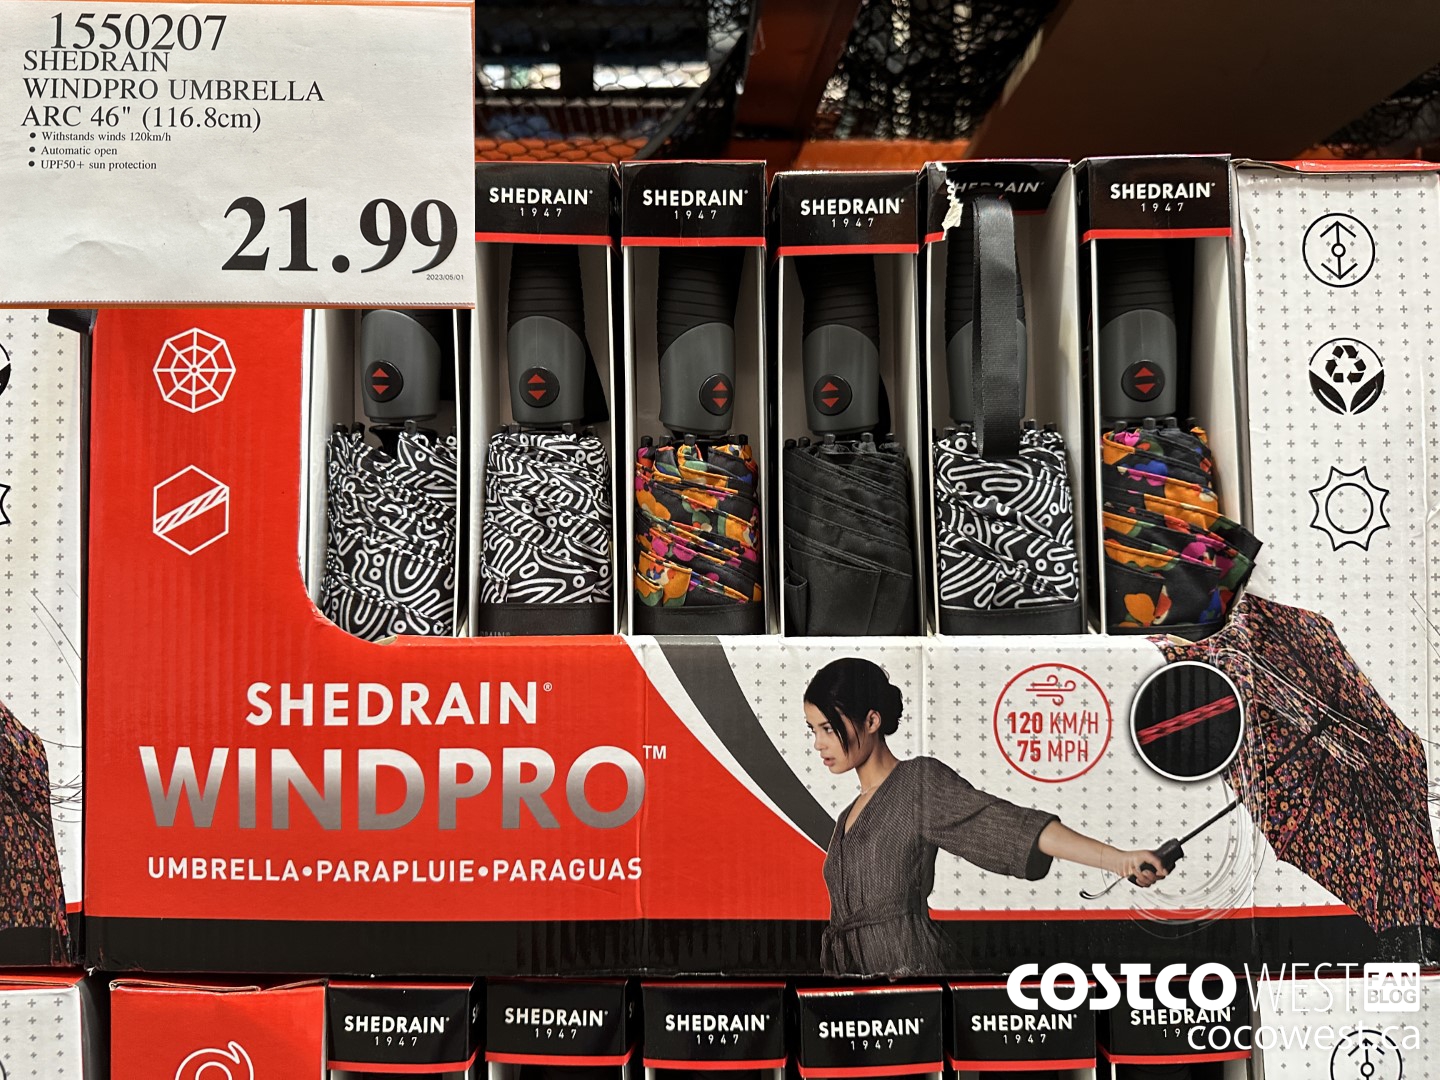 1550207
SHEDRAIN
WINDPRO UMBRELLA
ARC 46" (116.8cm)
• Withstands winds 120km/h
• Automatic open
• UPF50+ sun protection
21.99
2023/05/01
SHEDRAIN®
1947
SHEDRAIN®
1947
SHEDRAIN®
1947
SHEDRAIN®
SHEDRAIN®
1947
SHEDRAIN®
WINDPRO™
UMBRELLA•PARAPLUIE•PARAGUAS
120 KM/H
75 MPH
SHEDRAIN®
1947
SHEDRAIN®
1947
SHEDRAIN®
1947
SHEDRAIN®
1947
SHEDRAIN®
1947
SHEDRAIN®
COSTCO WEST FAN BLOG
cocowest.ca